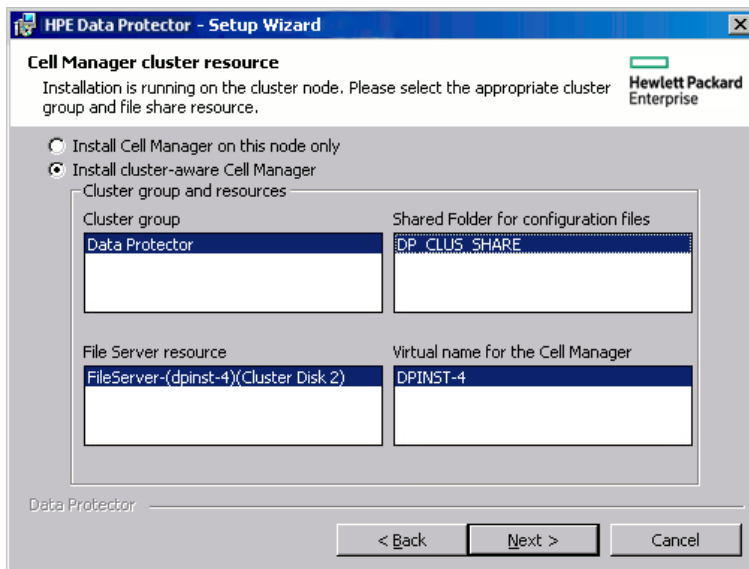 HPE Data Protector - Setup Wizard
Cell Manager cluster resource
Installation is running on the cluster node. Please select the appropriate cluster
group and file share resource.
Hewlett Packard
Enterprise
Install Cell Manager on this node only
Install cluster-aware Cell Manager
Cluster group and resources
Cluster group
Shared Folder for configuration files
Data Protector
DP_CLUS_SHARE
File Server resource
Virtual name for the Cell Manager
FileServer-(dpinst-4)(Cluster Disk 2)
DPINST-4
Data Protector
< Back
Next >
Cancel